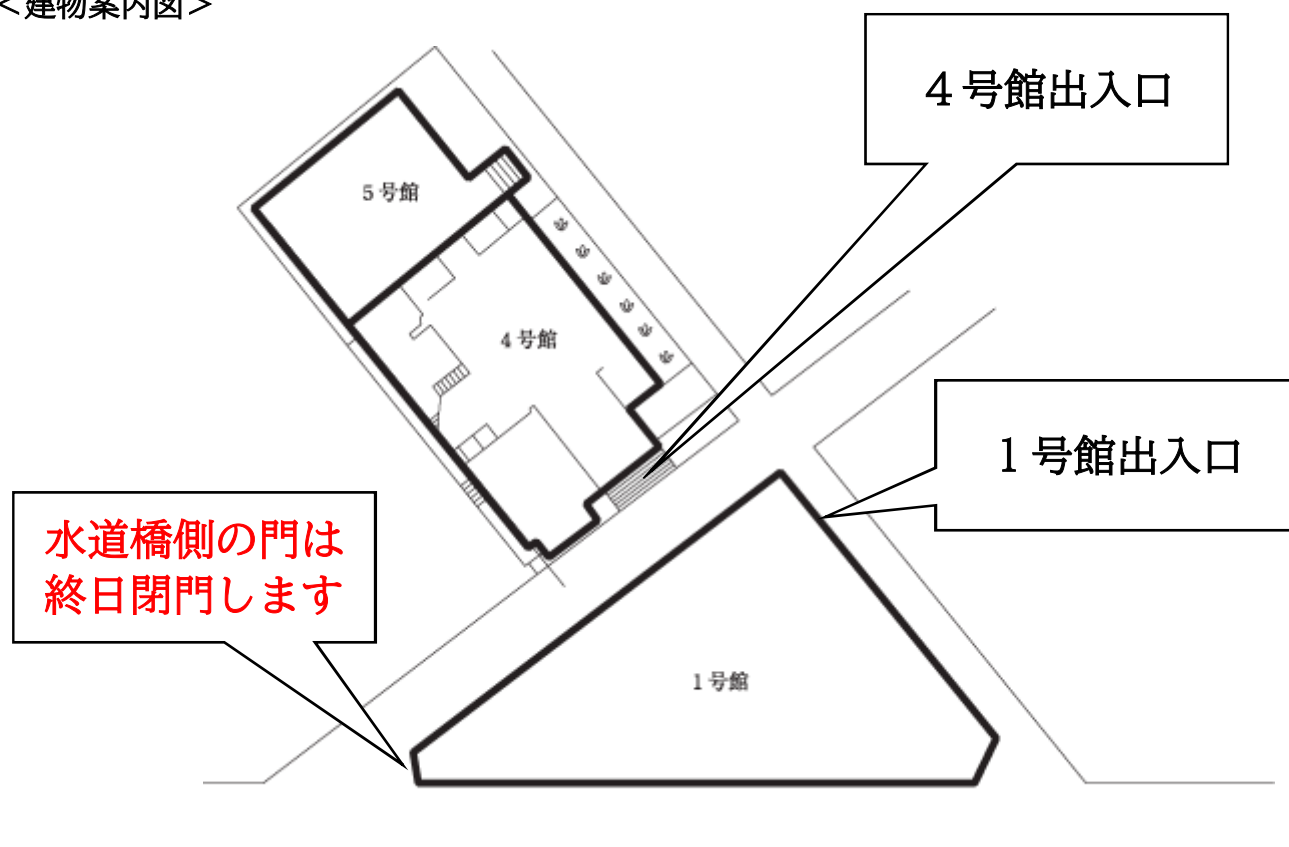 ＜建物案内図＞
４号館出入口
5 号館
4 号館
１号館出入口
水道橋側の門は
終日閉門します
1 号館